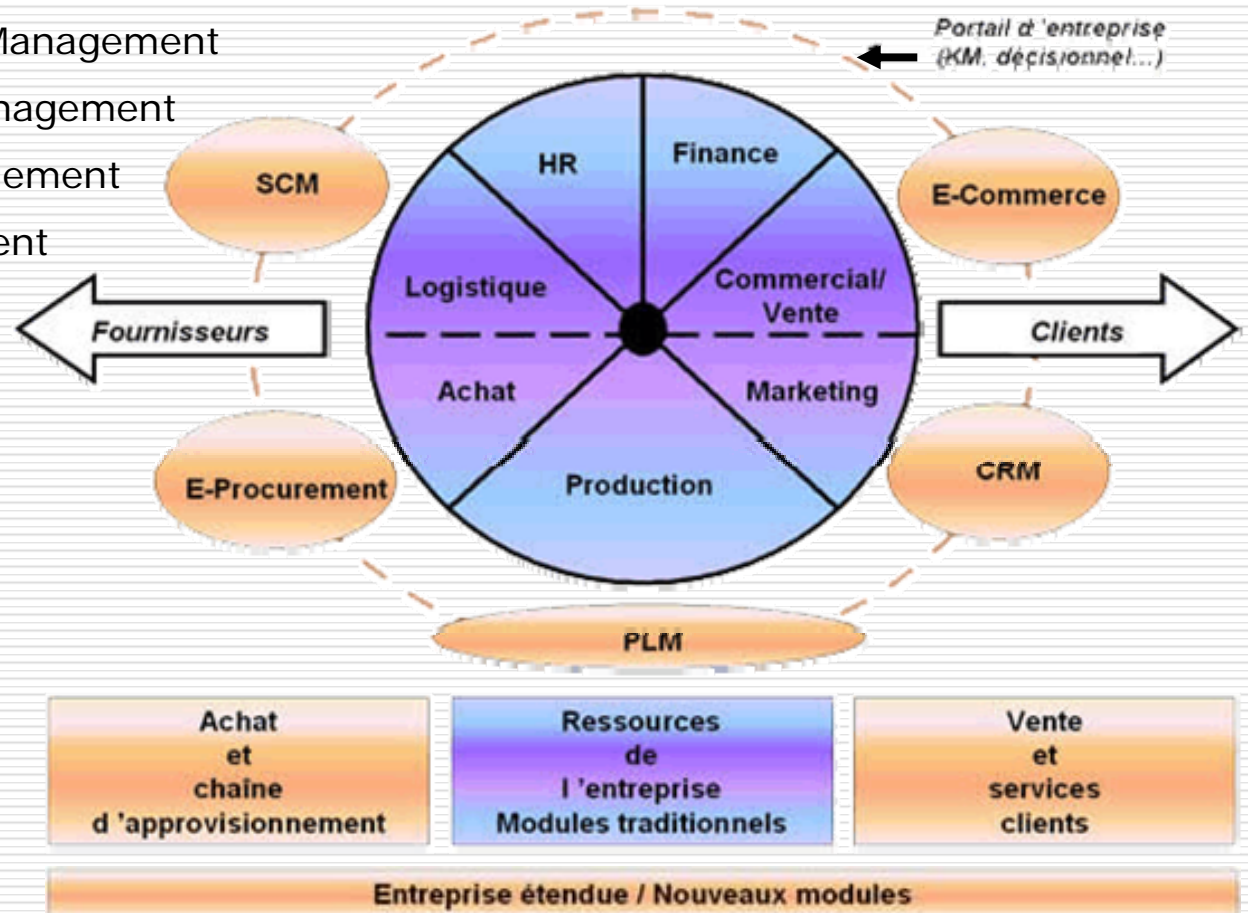 Management
nagement
ement
ent
Portail d 'entreprise
(KM, décisionnel...)
HR
Finance
SCM
E-Commerce
Logistique
Commercial/
Vente
Fournisseurs
Clients
Achat
Marketing
E-Procurement
Production
CRM
PLM
Achat
et
chaîne
d 'approvisionnement
Ressources
de
l 'entreprise
Modules traditionnels
Vente
et
services
clients
Entreprise étendue / Nouveaux modules